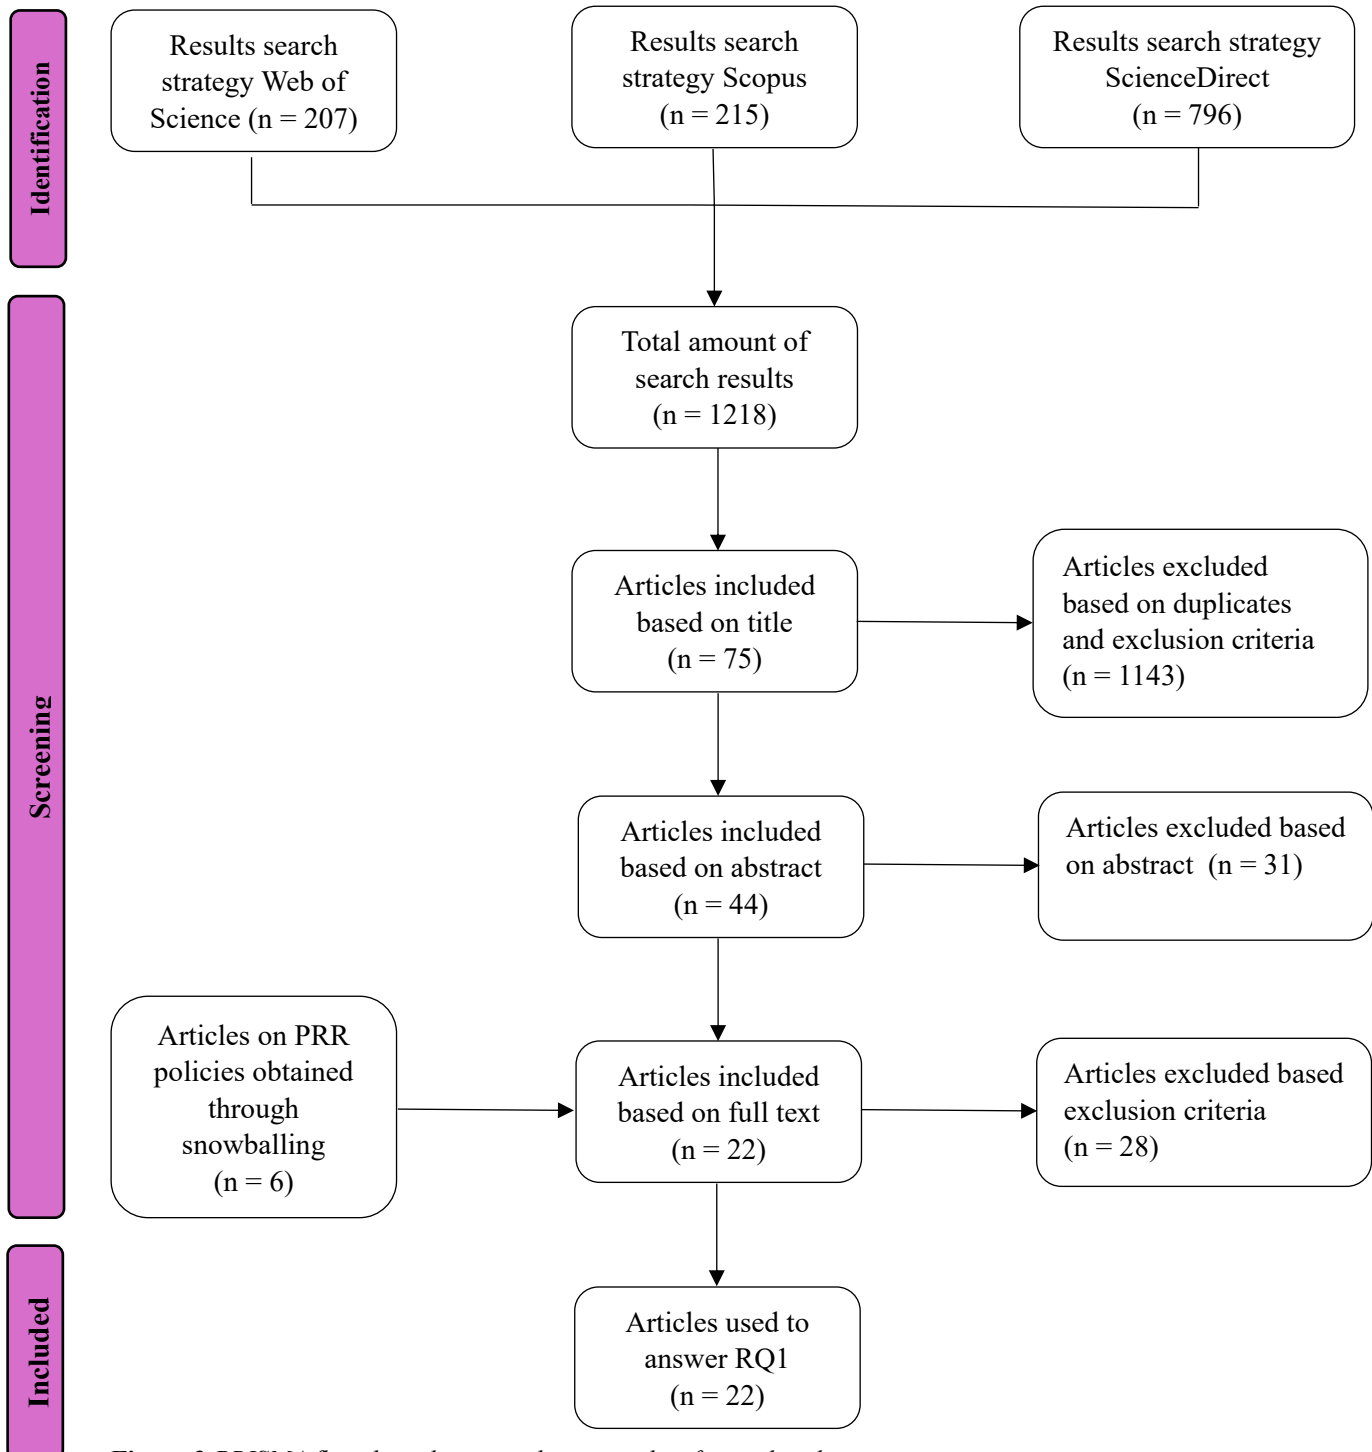 Identification
Results search
strategy Web of
Science (n = 207)
Results search
strategy Scopus
(n = 215)
Results search strategy
ScienceDirect
(n = 796)
Screening
Total amount of
search results
(n = 1218)
Articles included
based on title
(n = 75)
Articles excluded
based on duplicates
and exclusion criteria
(n = 1143)
Articles included
based on abstract
(n = 44)
Articles excluded based
on abstract (n = 31)
Articles on PRR
policies obtained
through
snowballing
(n = 6)
Articles included
based on full text
(n = 22)
Articles excluded based
exclusion criteria
(n = 28)
Included
Articles used to
answer RQ1
(n = 22)
PRISMA flow